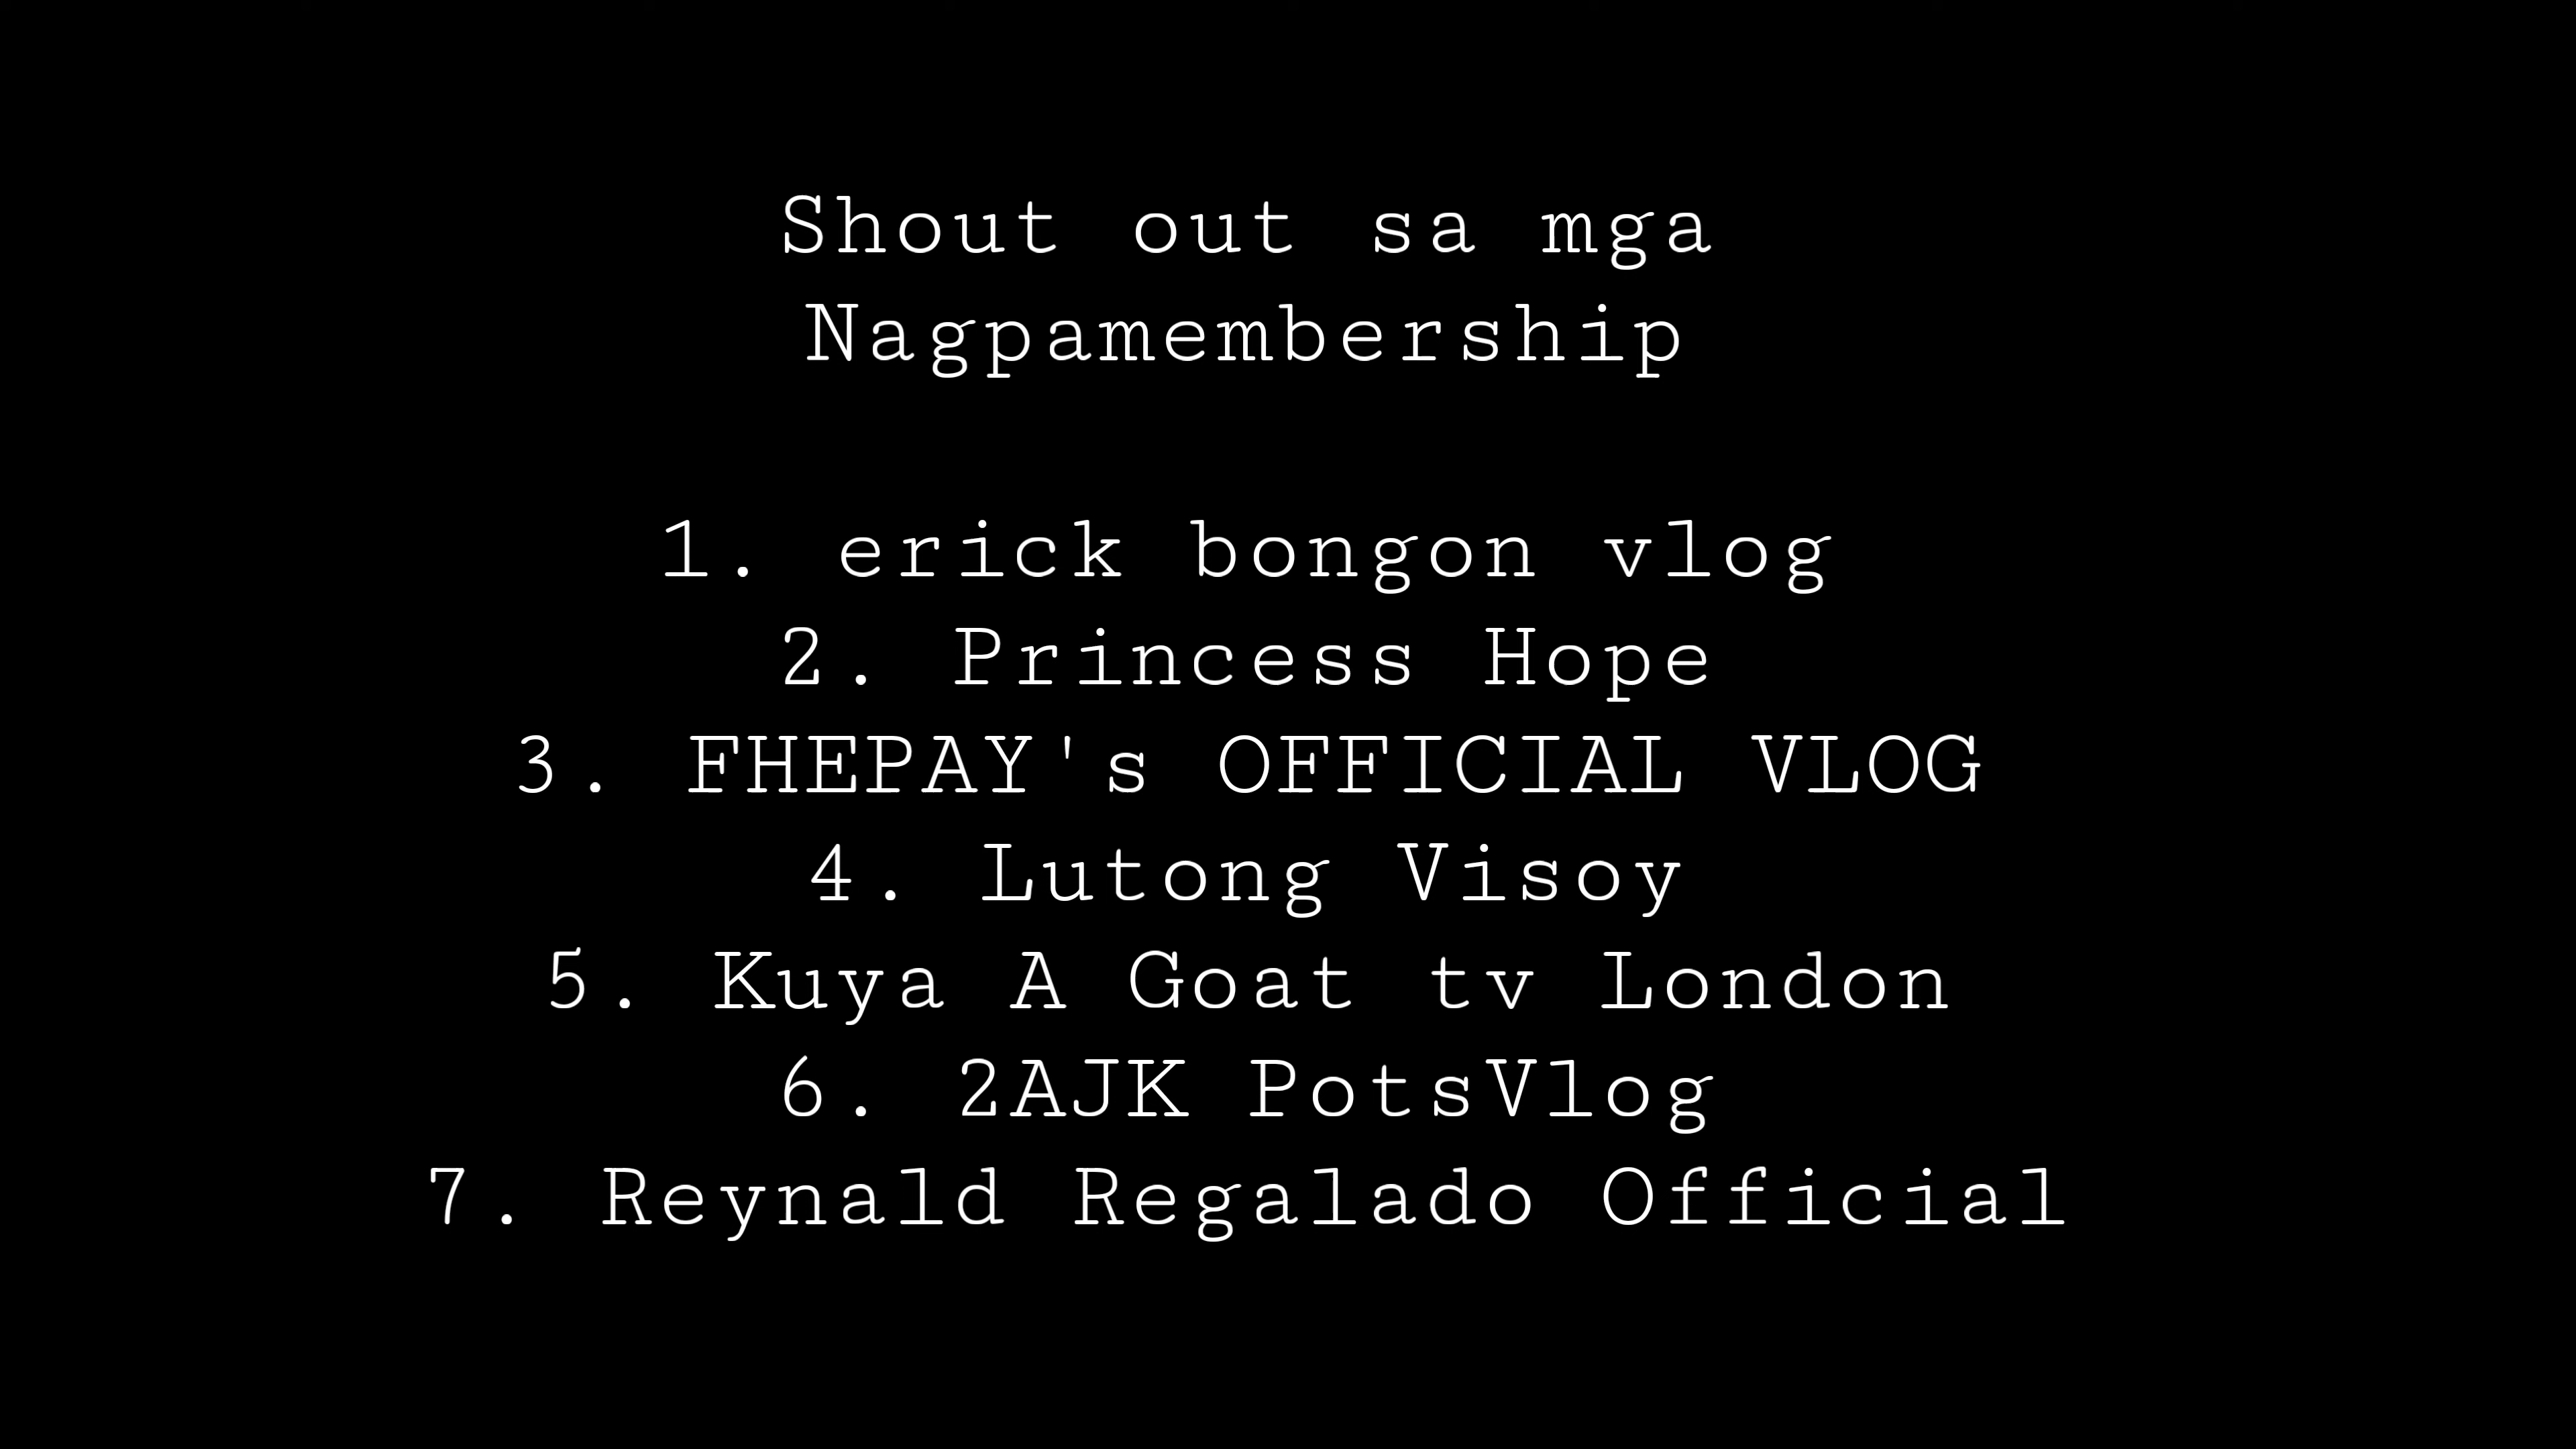 Shout out sa mga
Nagpamembership
1. erick bongon vlog
2. Princess Hope
3. FHEPAY's OFFICIAL VLOG
4. Lutong Visoy
5. Kuya A Goat tv London
6. 2AJK PotsVlog
7. Reynald Regalado Official